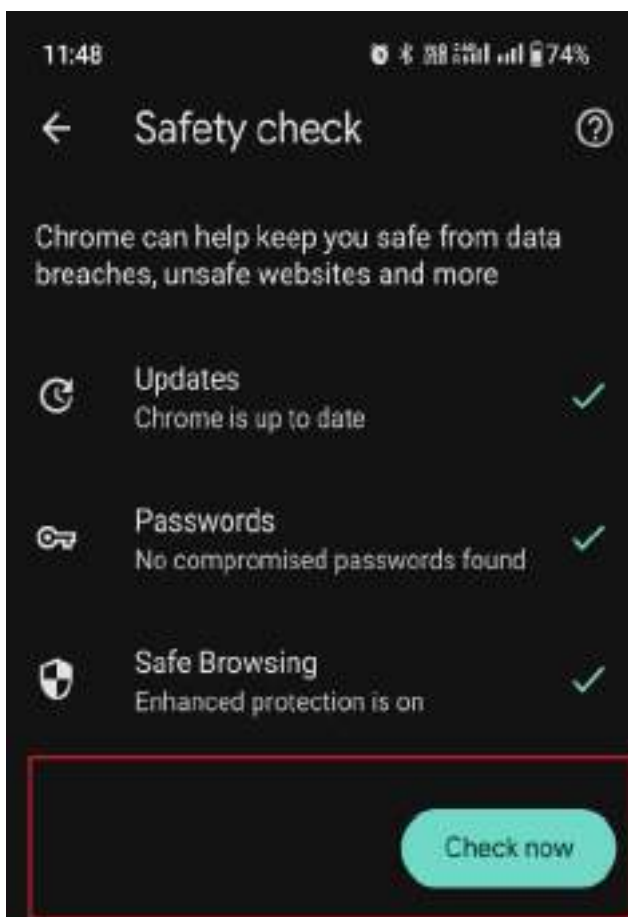 11:48
74%
Safety check
Chrome can help keep you safe from data
breaches, unsafe websites and more
Updates
Chrome is up to date
Passwords
No compromised passwords found
Safe Browsing
Enhanced protection is on
Check now